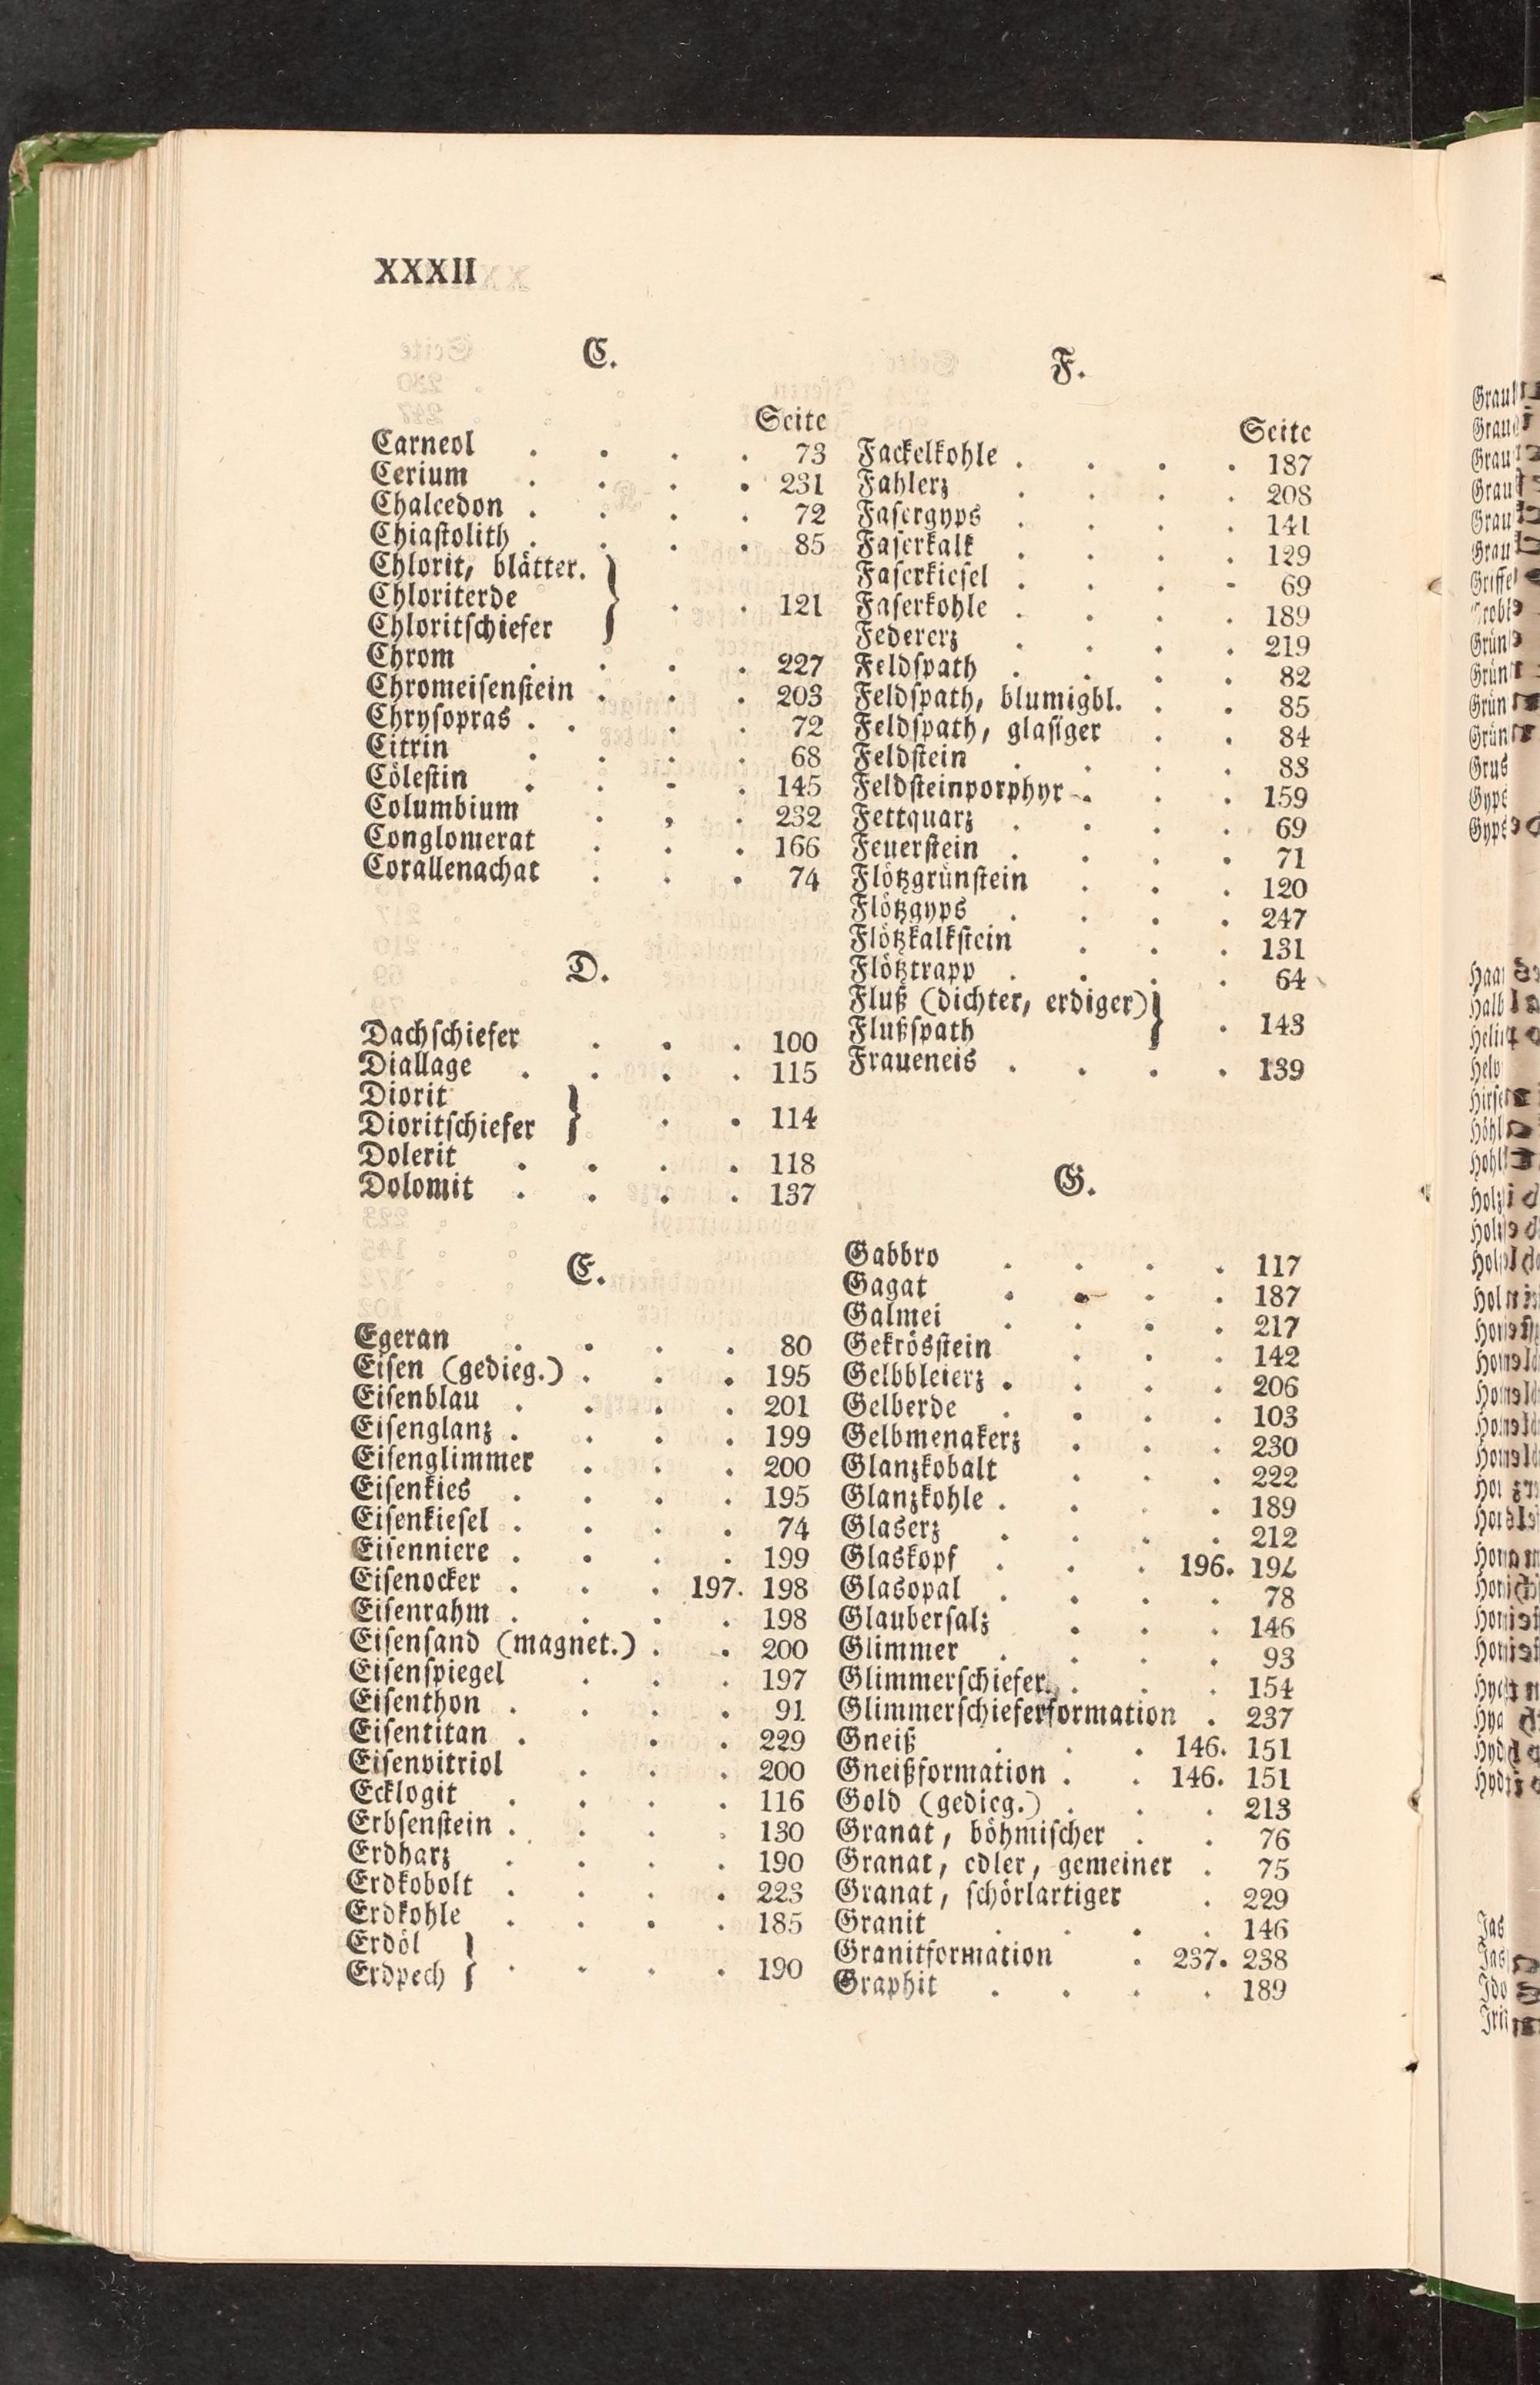 XXXII
C.
Seite
Carneol . . . . 73
Cerium . . . . 231
Chalcedon . . . . 72
Chiaſtolith . . . . 85
Chlorit, blätter.
Chloriterde . . 121
Chloritſchiefer
Chrom . . . . 227
Chromeiſenſtein . . . 203
Chryſopras . . . . 72
Citrin . . . . 68
Cöleſtin . . . . 145
Columbium . . . 232
Conglomerat . . . 166
Corallenachat . . . 74
D.
Dachſchiefer . . . 100
Diallage . . . . 115
Diorit
Dioritſchiefer . . 114
Dolerit . . . . 118
Dolomit . . . . 137
E.
Egeran . . . . 80
Eiſen (gedieg.) . . . 195
Eiſenblau . . . . 201
Eiſenglanz . . . . 199
Eiſenglimmer . . . 200
Eiſenkies . . . . 195
Eiſenkieſel . . . . 74
Eiſenniere . . . . 199
Eiſenocker . . . 197. 198
Eiſenrahm . . . . 198
Eiſenſand (magnet.) . . 200
Eiſenſpiegel . . . 197
Eiſenthon . . . . 91
Eiſentitan . . . 229
Eiſenvitriol . . . 200
Ecklogit . . . . 116
Erbſenſtein . . . . 130
Erdharz . . . . 190
Erdkobolt . . . . 223
Erdkohle . . . . 185
Erdöl
Erdpech . . . . 190
F.
Seite
Fackelkohle . . . . 187
Fahlerz . . . . 208
Faſergyps . . . . 141
Faſerkalk . . . . 129
Faſerkieſel . . . . 69
Faſerkohle . . . . 189
Federerz . . . . 219
Feldſpath . . . . 82
Feldſpath, blumigbl. . . 85
Feldſpath, glaſiger . . 84
Feldſtein . . . . 83
Feldſteinporphyr . . . 159
Fettquarz . . . . 69
Feuerſtein . . . . 71
Flötzgrünſtein . . . 120
Flötzgyps . . . . 247
Flötzkalkſtein . . . 131
Flötztrapp . . . . 64
Fluß (dichter, erdiger)
Flußſpath . 143
Fraueneis . . . . 139
G.
Gabbro . . . . 117
Gagat . . . . 187
Galmei . . . . 217
Gekrösſtein . . . 142
Gelbbleierz . . . . 206
Gelberde . . . . 103
Gelbmenakerz . . . 230
Glanzkobalt . . . 222
Glanzkohle . . . 189
Glaserz . . . . 212
Glaskopf . . . 196.
Glasopal . . . . 78
Glauberſalz . . . 146
Glimmer . . . . 93
Glimmerſchiefer . . . 154
Glimmerſchieferformation . 237
Gneiß . . . 146. 151
Gneißformation . . 146. 151
Gold (gedieg.) . . . 213
Granat, böhmiſcher . . 76
Granat, edler, gemeiner . 75
Granat, ſchörlartiger . 229
Granit . . . . 146
Granitformation . 237. 238
Graphit . . . . 189